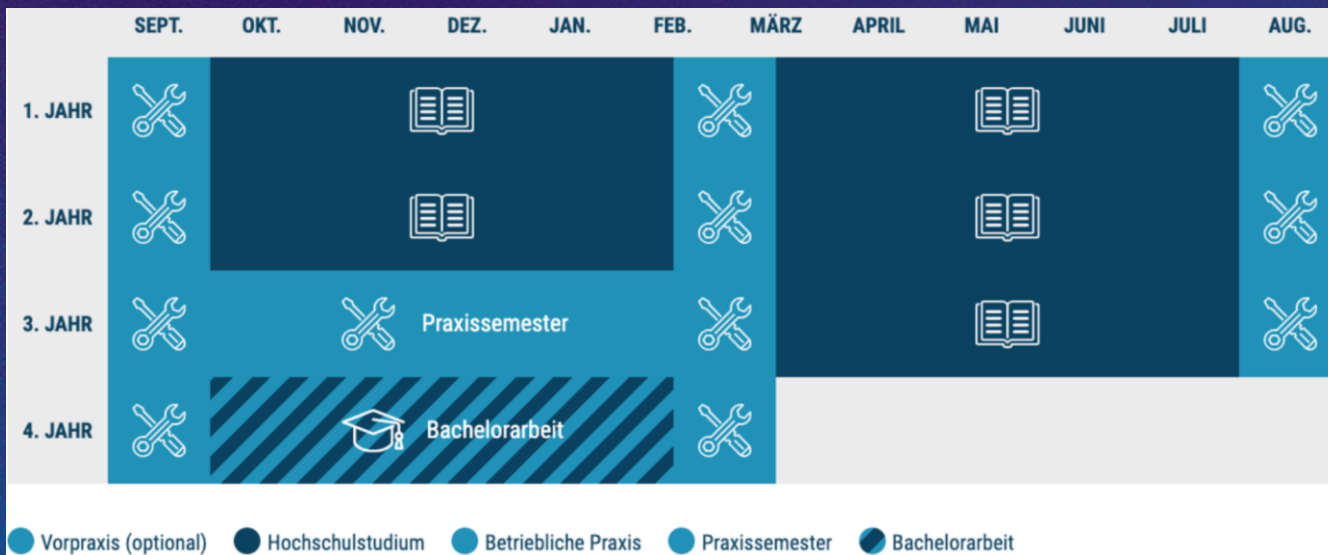 SEPT. OKT. NOV. DEZ. JAN. FEB. MÄRZ APRIL MAI JUNI JULI AUG.
1. JAHR
2. JAHR
3. JAHR Praxissemester
4. JAHR Bachelorarbeit
Vorpraxis (optional) Hochschulstudium Betriebliche Praxis Praxissemester Bachelorarbeit